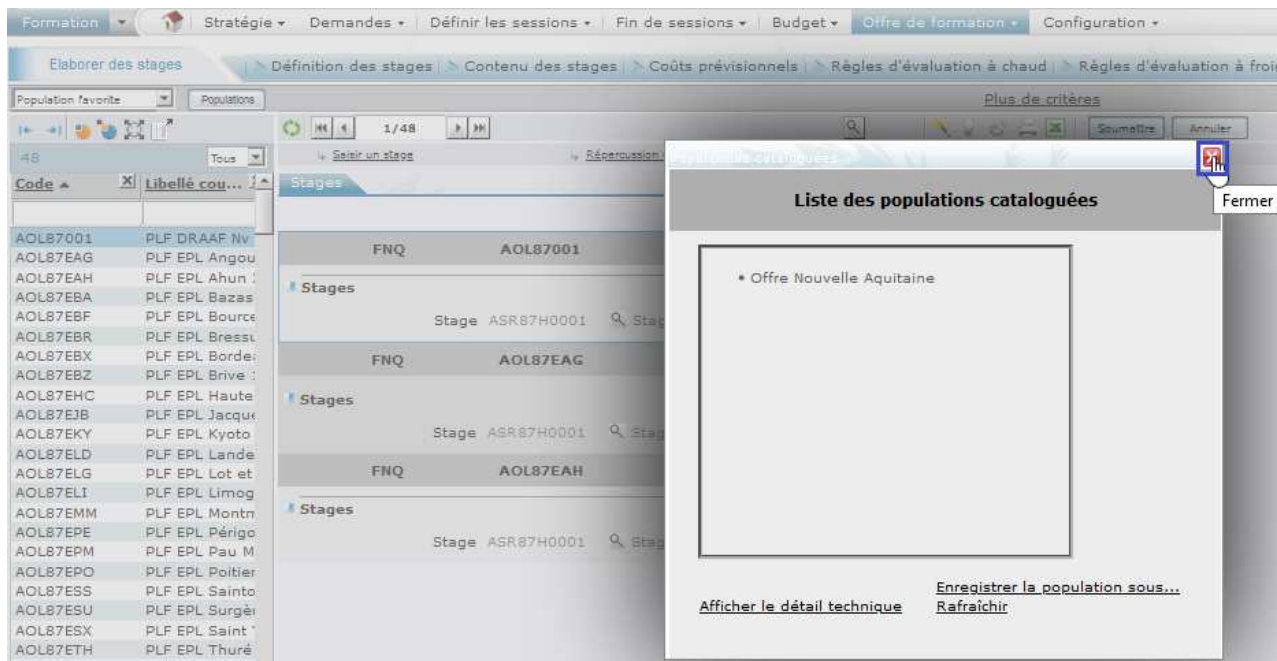 Formation Stratégie Demandes Définir les sessions Fin de sessions Budget Offre de formation Configuration
Elaborer des stages Définition des stages Contenu des stages Coûts prévisionnels Règles d'évaluation à chaud Règles d'évaluation à froi
Population favorite Populations Plus de critères
1/48 Soumettre Annuler
48 Tous Saisir un stage Répercussion Populations cataloguées
Code Libellé cou... Stages
Liste des populations cataloguées
Fermer
AOL87001 PLF DRAAF Nv
AOL87EAG PLF EPL Angou
AOL87EAH PLF EPL Ahun
AOL87EBA PLF EPL Bazas
AOL87EBF PLF EPL Bource
AOL87EBR PLF EPL Bressu
AOL87EBX PLF EPL Borde
AOL87EBZ PLF EPL Brive
AOL87EHC PLF EPL Haute
AOL87EJB PLF EPL Jacque
AOL87EKY PLF EPL Kyoto
AOL87ELD PLF EPL Lande
AOL87ELG PLF EPL Lot et
AOL87ELI PLF EPL Limog
AOL87EMM PLF EPL Montm
AOL87EPE PLF EPL Périgo
AOL87EPM PLF EPL Pau M
AOL87EPO PLF EPL Poitier
AOL87ESS PLF EPL Sainto
AOL87ESU PLF EPL Surgè
AOL87ESX PLF EPL Saint
AOL87ETH PLF EPL Thuré
FNQ AOL87001
Stages
Stage ASR87H0001 Stag
FNQ AOL87EAG
Stages
Stage ASR87H0001 Stag
FNQ AOL87EAH
Stages
Stage ASR87H0001 Stag
• Offre Nouvelle Aquitaine
Enregistrer la population sous...
Afficher le détail technique Rafraîchir